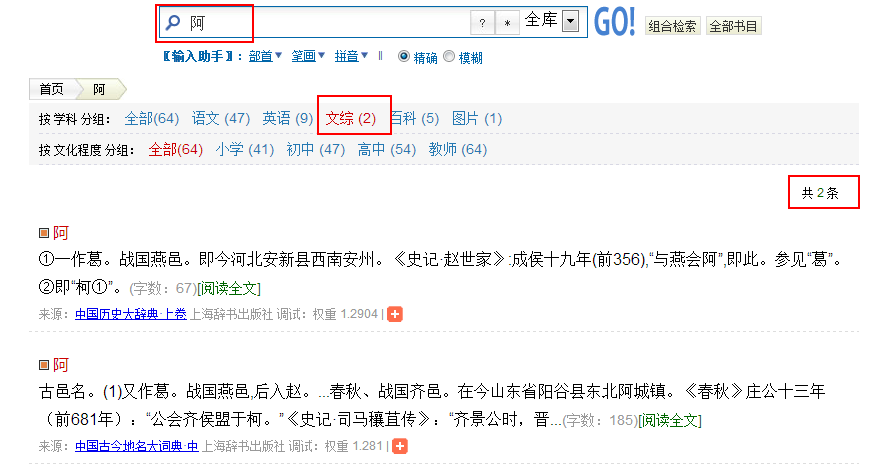 阿 ? * 全库 GO! 组合检索 全部书目
〖输入助手〗: 部首 笔画 拼音 ‖ 精确 模糊
首页 阿
按 学科 分组: 全部(64) 语文 (47) 英语 (9) 文综 (2) 百科 (5) 图片 (1)
按 文化程度 分组: 全部(64) 小学 (41) 初中 (47) 高中 (54) 教师 (64)
共 2 条
阿
①一作葛。战国燕邑。即今河北安新县西南安州。《史记·赵世家》:成侯十九年(前356),“与燕会阿”,即此。参见“葛”。
②即“柯①”。(字数：67)[阅读全文]
来源: 中国历史大辞典·上卷 上海辞书出版社 调试：权重 1.2904 | +
阿
古邑名。(1)又作葛。战国燕邑,后入赵。...春秋、战国齐邑。在今山东省阳谷县东北阿城镇。《春秋》庄公十三年
（前681年）：“公会齐侯盟于柯。”《史记·司马穰苴传》：“齐景公时，晋...(字数：185)[阅读全文]
来源: 中国古今地名大词典·中 上海辞书出版社 调试：权重 1.281 | +